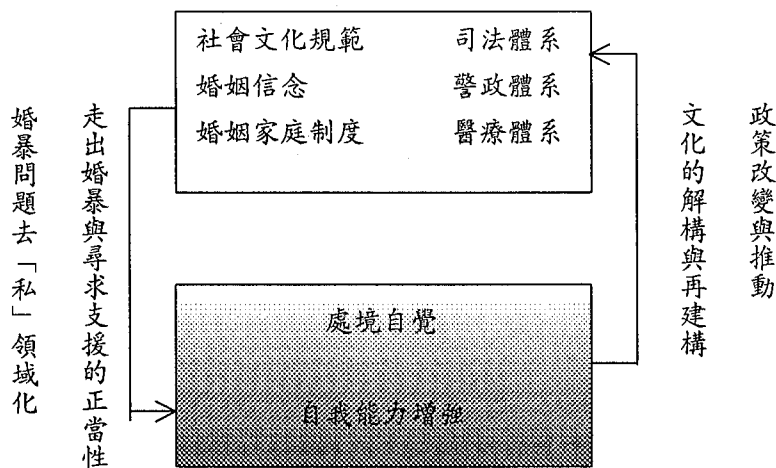 社會文化規範 司法體系
婚姻信念 警政體系
婚姻家庭制度 醫療體系
處境自覺
自我能力增強
政策改變與推動
文化的解構與再建構
走出婚暴與尋求支援的正當性
婚暴問題去「私」領域化